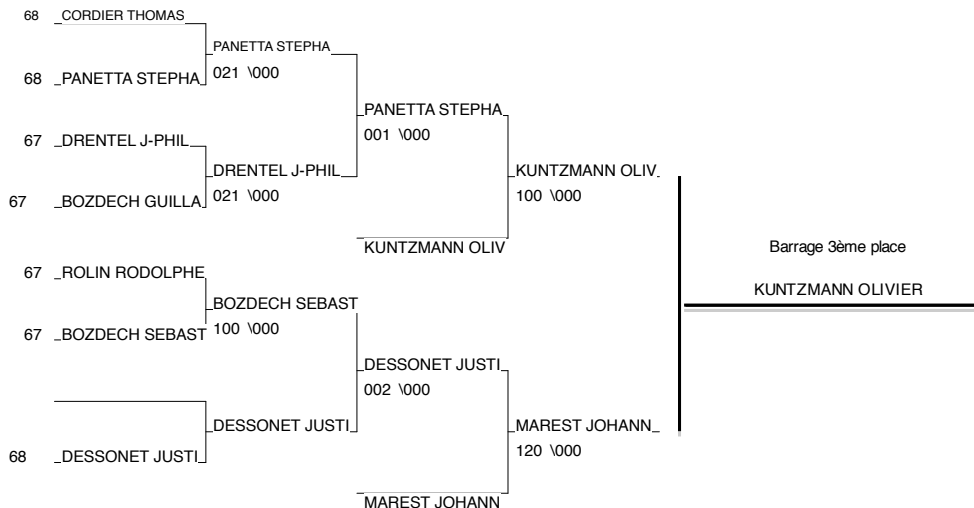 68 CORDIER THOMAS
PANETTA STEPHA
021 \000
68 PANETTA STEPHA
PANETTA STEPHA
001 \000
67 DRENTEL J-PHIL
DRENTEL J-PHIL
021 \000
67 BOZDECH GUILLA
KUNTZMANN OLIV
100 \000
KUNTZMANN OLIV
Barrage 3ème place
KUNTZMANN OLIVIER
67 ROLIN RODOLPHE
BOZDECH SEBAST
100 \000
67 BOZDECH SEBAST
DESSONET JUSTI
002 \000
DESSONET JUSTI
68 DESSONET JUSTI
MAREST JOHANN
120 \000
MAREST JOHANN